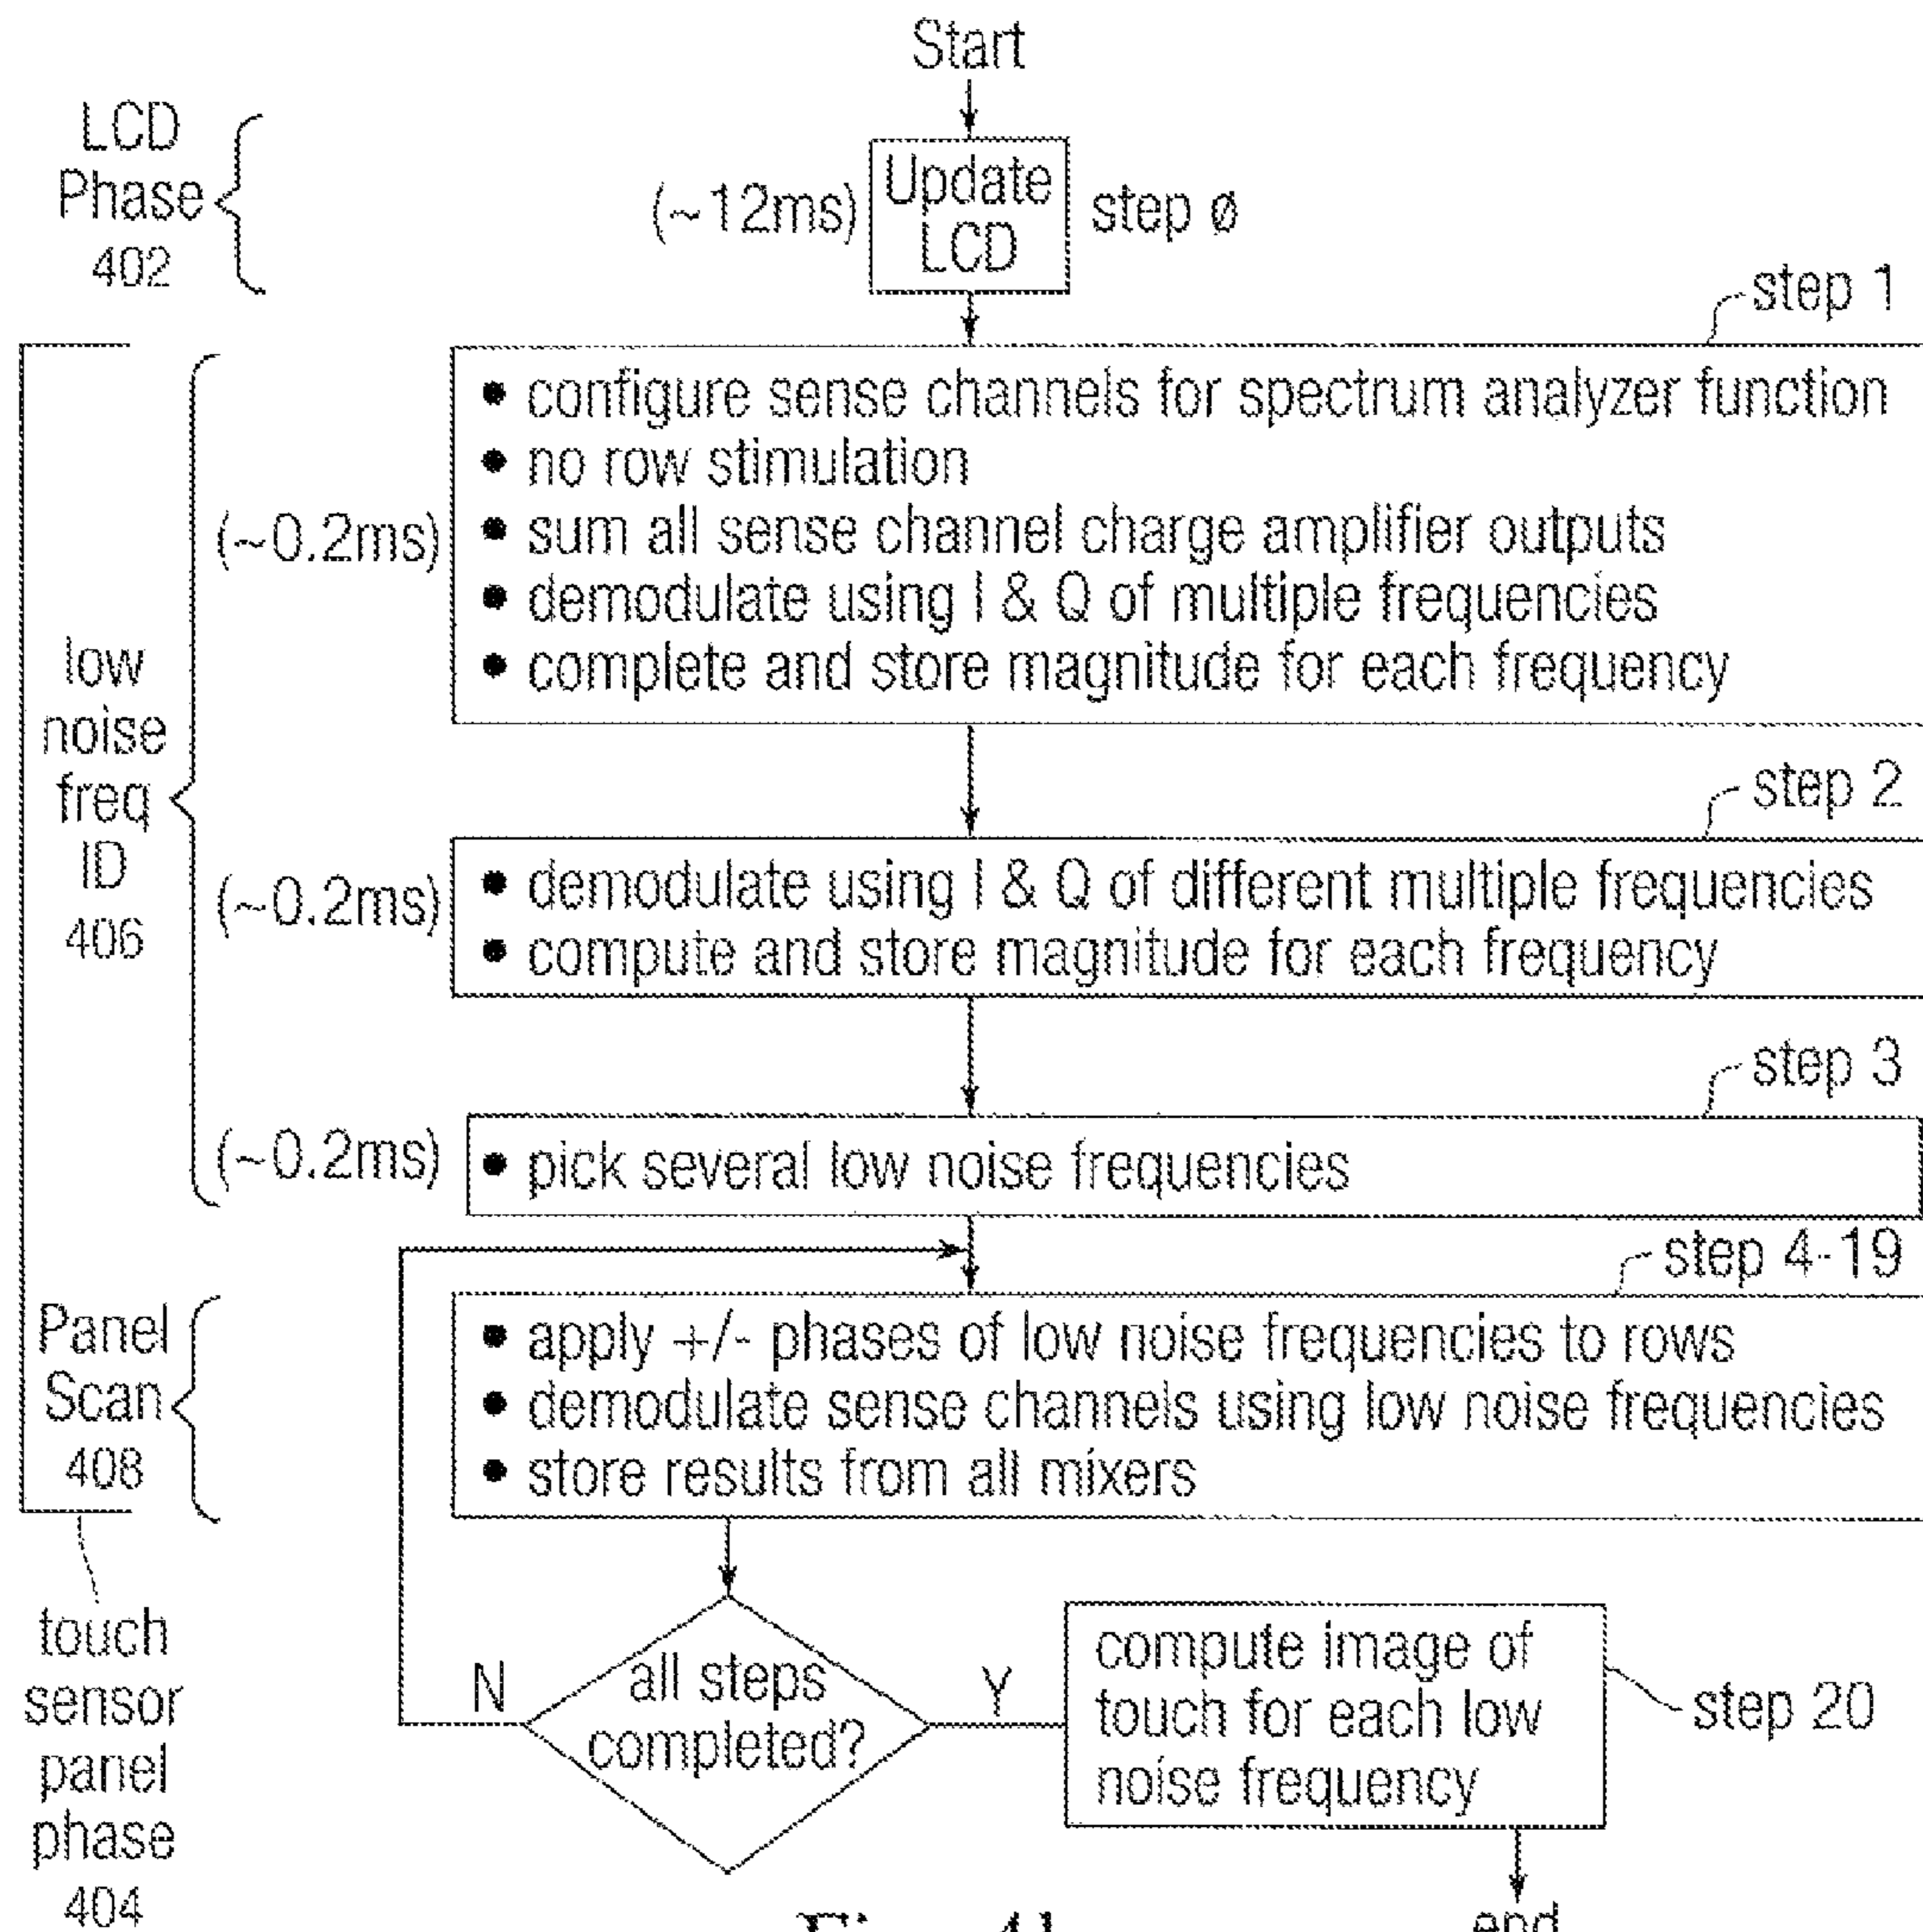 Start
LCD
Phase
402
(~12ms)
Update
LCD
step ø
step 1
• configure sense channels for spectrum analyzer function
• no row stimulation
• sum all sense channel charge amplifier outputs
• demodulate using I & Q of multiple frequencies
• complete and store magnitude for each frequency
(~0.2ms)
low
noise
freq
ID
406
step 2
(~0.2ms)
• demodulate using I & Q of different multiple frequencies
• compute and store magnitude for each frequency
step 3
(~0.2ms)
• pick several low noise frequencies
step 4-19
Panel
Scan
408
• apply +/- phases of low noise frequencies to rows
• demodulate sense channels using low noise frequencies
• store results from all mixers
touch
sensor
panel
phase
404
N
all steps
completed?
Y
compute image of
touch for each low
noise frequency
step 20
end